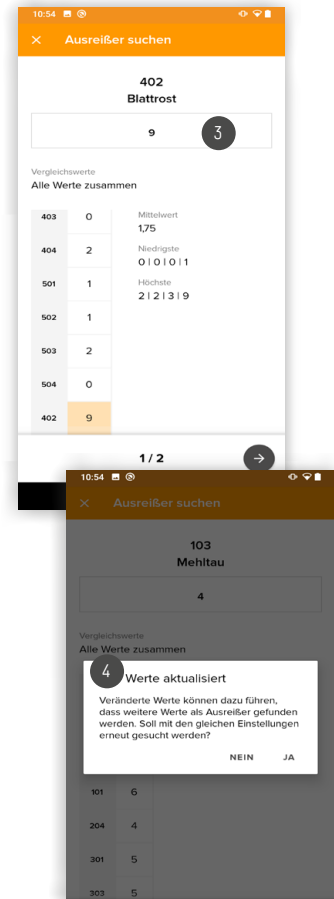 10:54
Ausreißer suchen
402
Blattrost
9
3
Vergleichswerte
Alle Werte zusammen
403 0
404 2
501 1
502 1
503 2
504 0
402 9
Mittelwert
1,75
Niedrigste
0 | 0 | 0 | 1
Höchste
2 | 2 | 3 | 9
1 / 2
10:54
Ausreißer suchen
103
Mehltau
4
Vergleichswerte
Alle Werte zusammen
4
Werte aktualisiert
Veränderte Werte können dazu führen,
dass weitere Werte als Ausreißer gefunden
werden. Soll mit den gleichen Einstellungen
erneut gesucht werden?
NEIN JA
101 6
204 4
301 5
303 5